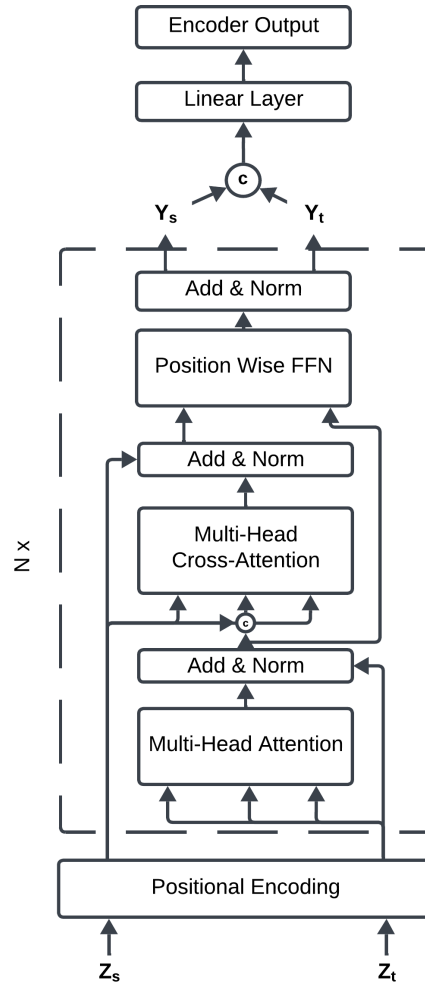 Encoder Output
Linear Layer
c
Yₛ
Yₜ
Add & Norm
Position Wise FFN
Add & Norm
Multi-Head
Cross-Attention
N x
c
Add & Norm
Multi-Head Attention
Positional Encoding
Zₛ
Zₜ